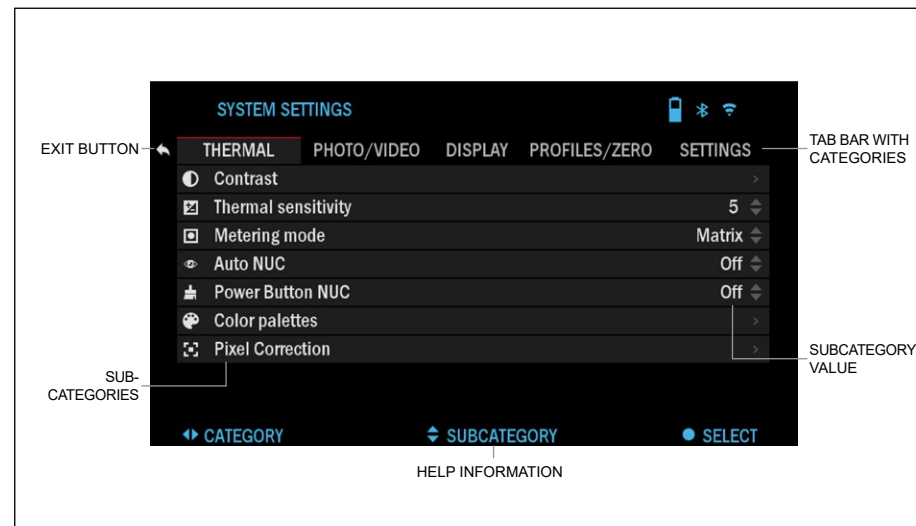 SYSTEM SETTINGS
EXIT BUTTON
THERMAL PHOTO/VIDEO DISPLAY PROFILES/ZERO SETTINGS
TAB BAR WITH
CATEGORIES
Contrast
Thermal sensitivity 5
Metering mode Matrix
Auto NUC Off
Power Button NUC Off
Color palettes
Pixel Correction
SUBCATEGORY
VALUE
SUB-
CATEGORIES
CATEGORY SUBCATEGORY SELECT
HELP INFORMATION